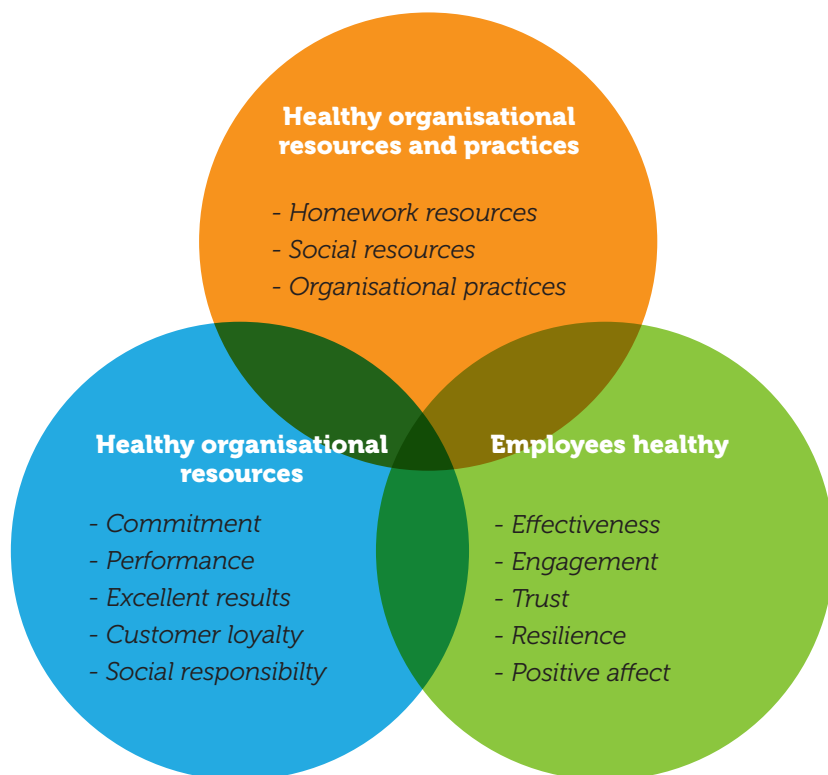 Healthy organisational
resources and practices
- Homework resources
- Social resources
- Organisational practices
Healthy organisational
resources
- Commitment
- Performance
- Excellent results
- Customer loyalty
- Social responsibilty
Employees healthy
- Effectiveness
- Engagement
- Trust
- Resilience
- Positive affect